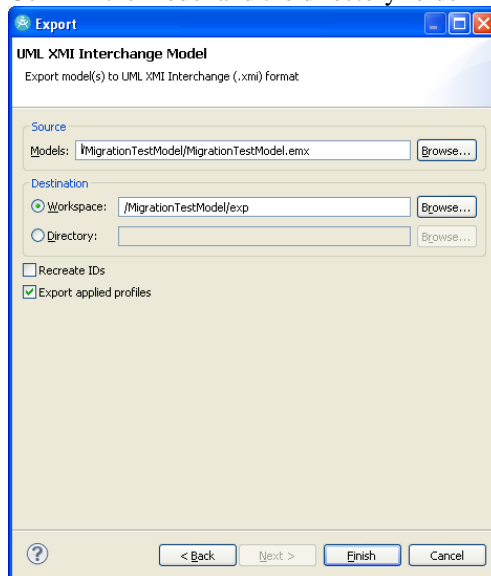 Export
UML XMI Interchange Model
Export model(s) to UML XMI Interchange (.xmi) format
Source
Models: /MigrationTestModel/MigrationTestModel.emx Browse...
Destination
Workspace: /MigrationTestModel/exp Browse...
Directory: Browse...
Recreate IDs
Export applied profiles
? < Back Next > Finish Cancel